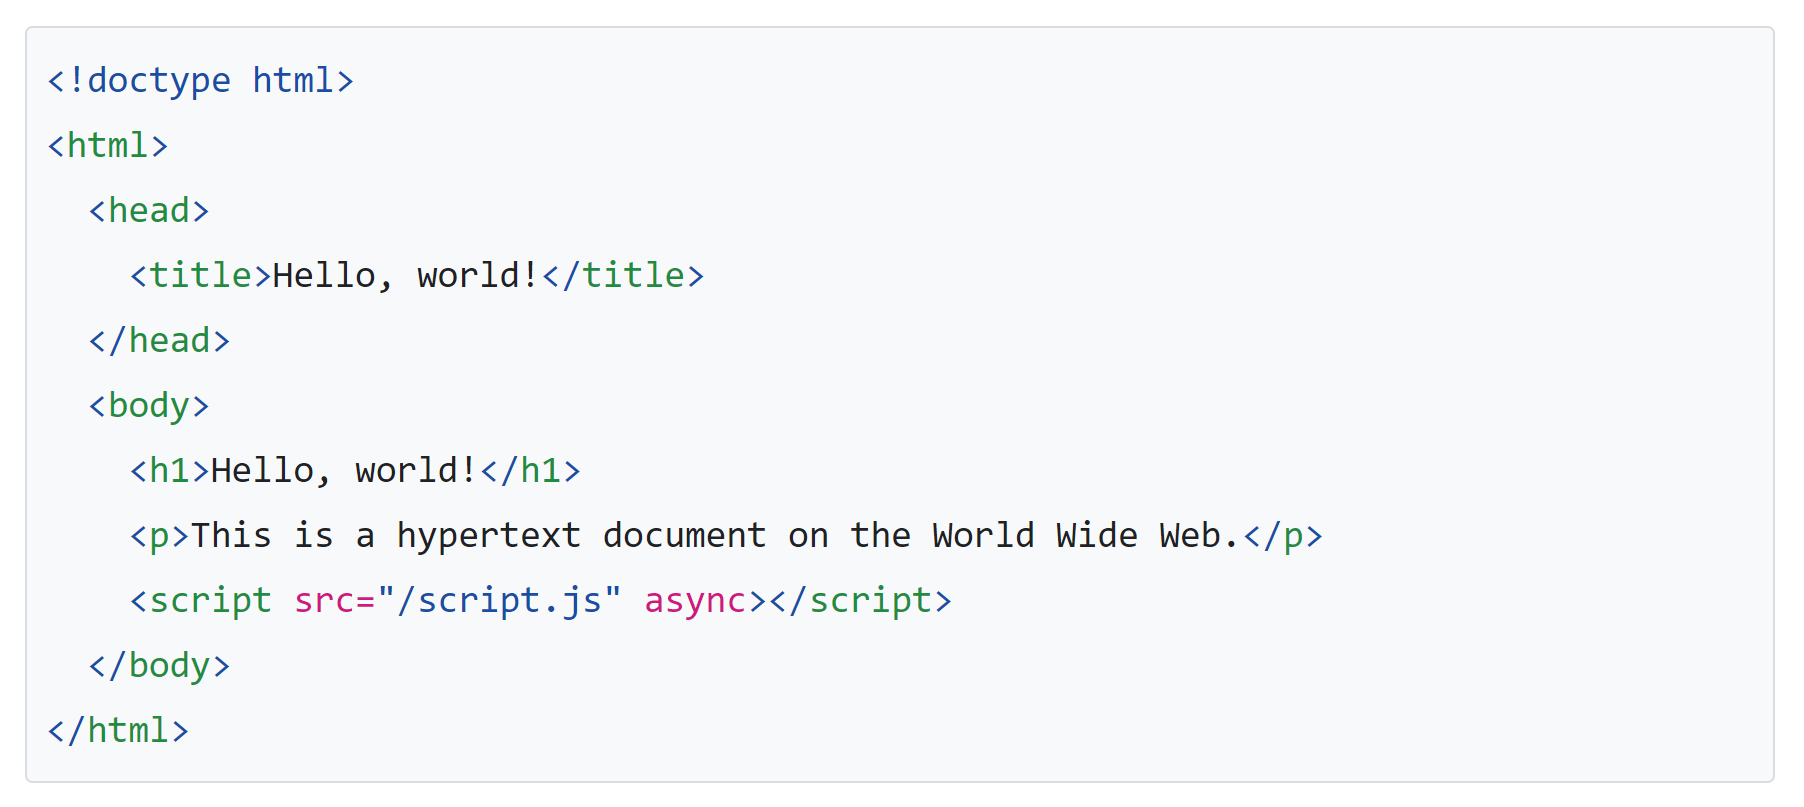 <!doctype html>
<html>
  <head>
    <title>Hello, world!</title>
  </head>
  <body>
    <h1>Hello, world!</h1>
    <p>This is a hypertext document on the World Wide Web.</p>
    <script src="/script.js" async></script>
  </body>
</html>